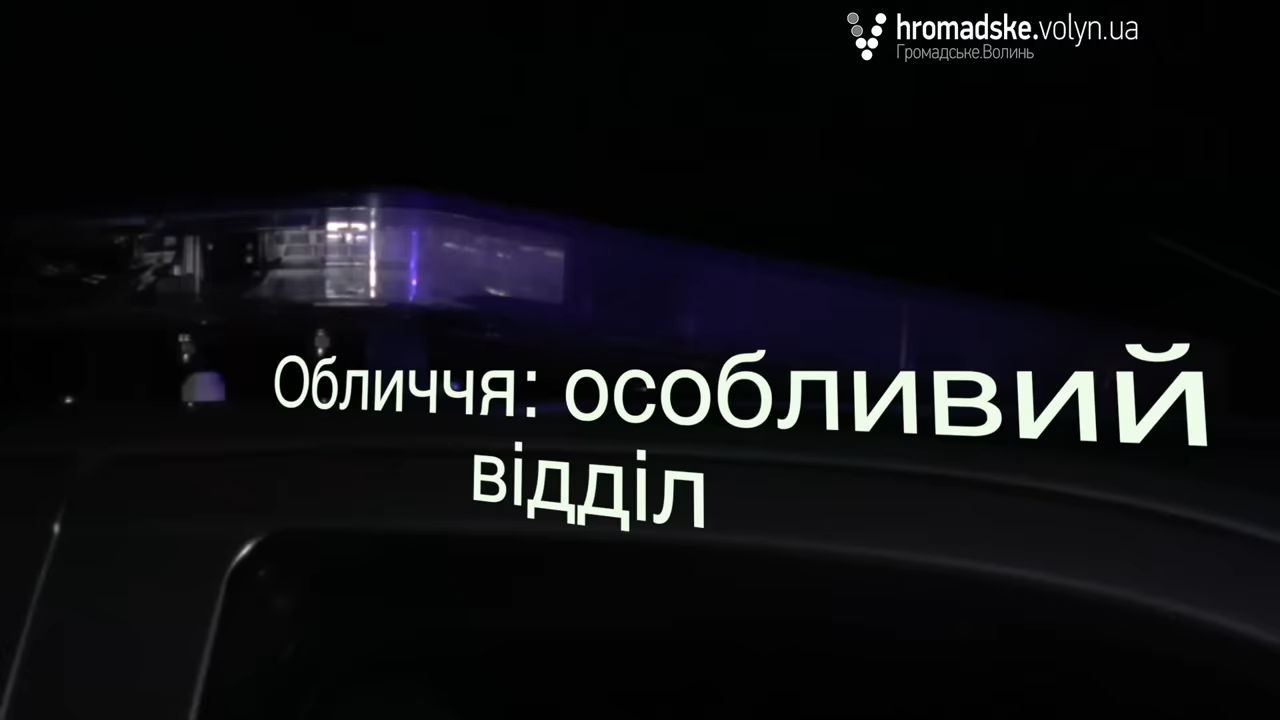 hromadske.volyn.ua
Громадське.Волинь
Обличчя: особливий
відділ